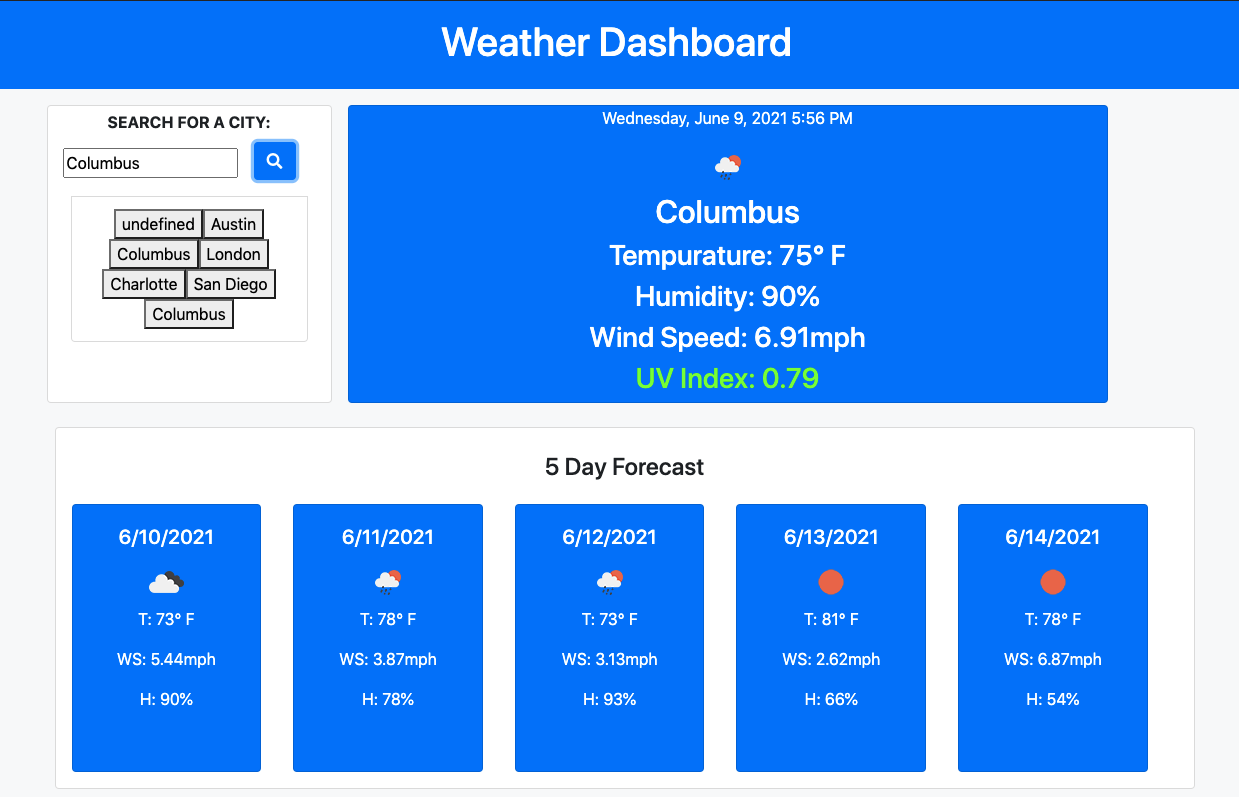 Weather Dashboard
SEARCH FOR A CITY:
Columbus
undefined Austin
Columbus London
Charlotte San Diego
Columbus
Wednesday, June 9, 2021 5:56 PM
Columbus
Tempurature: 75° F
Humidity: 90%
Wind Speed: 6.91mph
UV Index: 0.79
5 Day Forecast
6/10/2021
T: 73° F
WS: 5.44mph
H: 90%
6/11/2021
T: 78° F
WS: 3.87mph
H: 78%
6/12/2021
T: 73° F
WS: 3.13mph
H: 93%
6/13/2021
T: 81° F
WS: 2.62mph
H: 66%
6/14/2021
T: 78° F
WS: 6.87mph
H: 54%